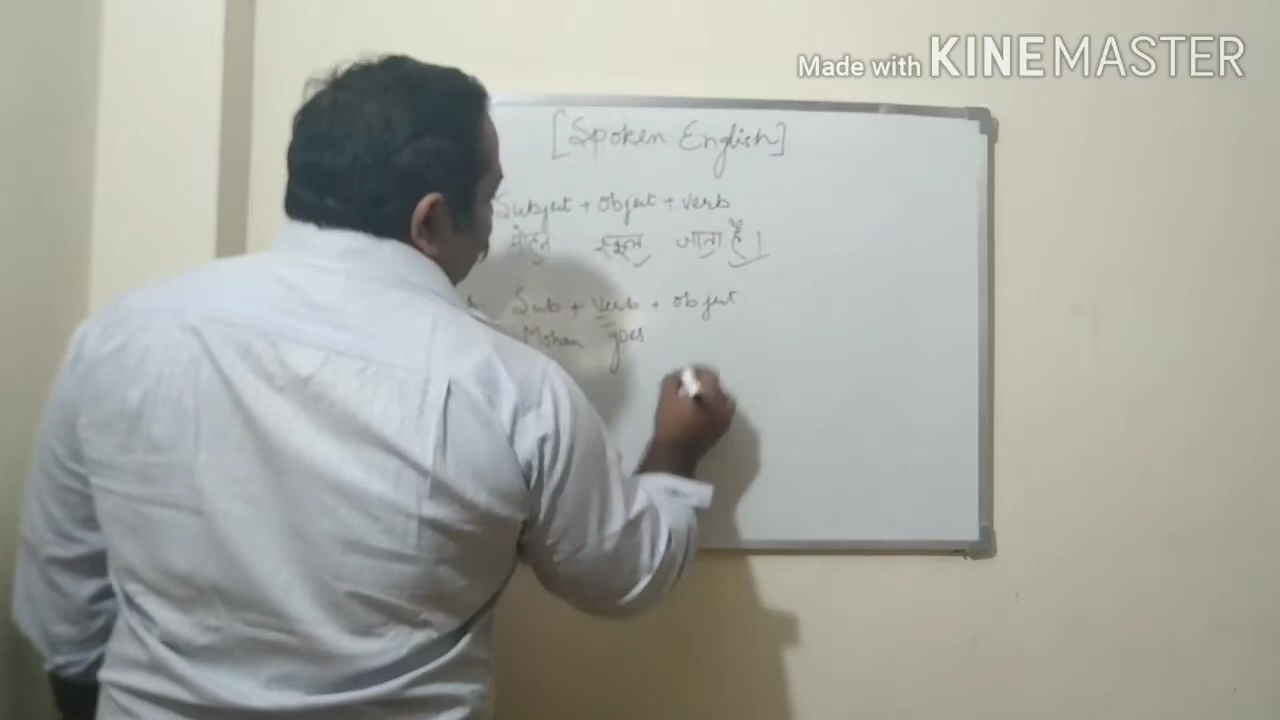 Made with KINEMASTER
[Spoken English]
Subject + Object + verb
मोहन स्कूल जाता है।
Sub + Verb + object
Mohan goes